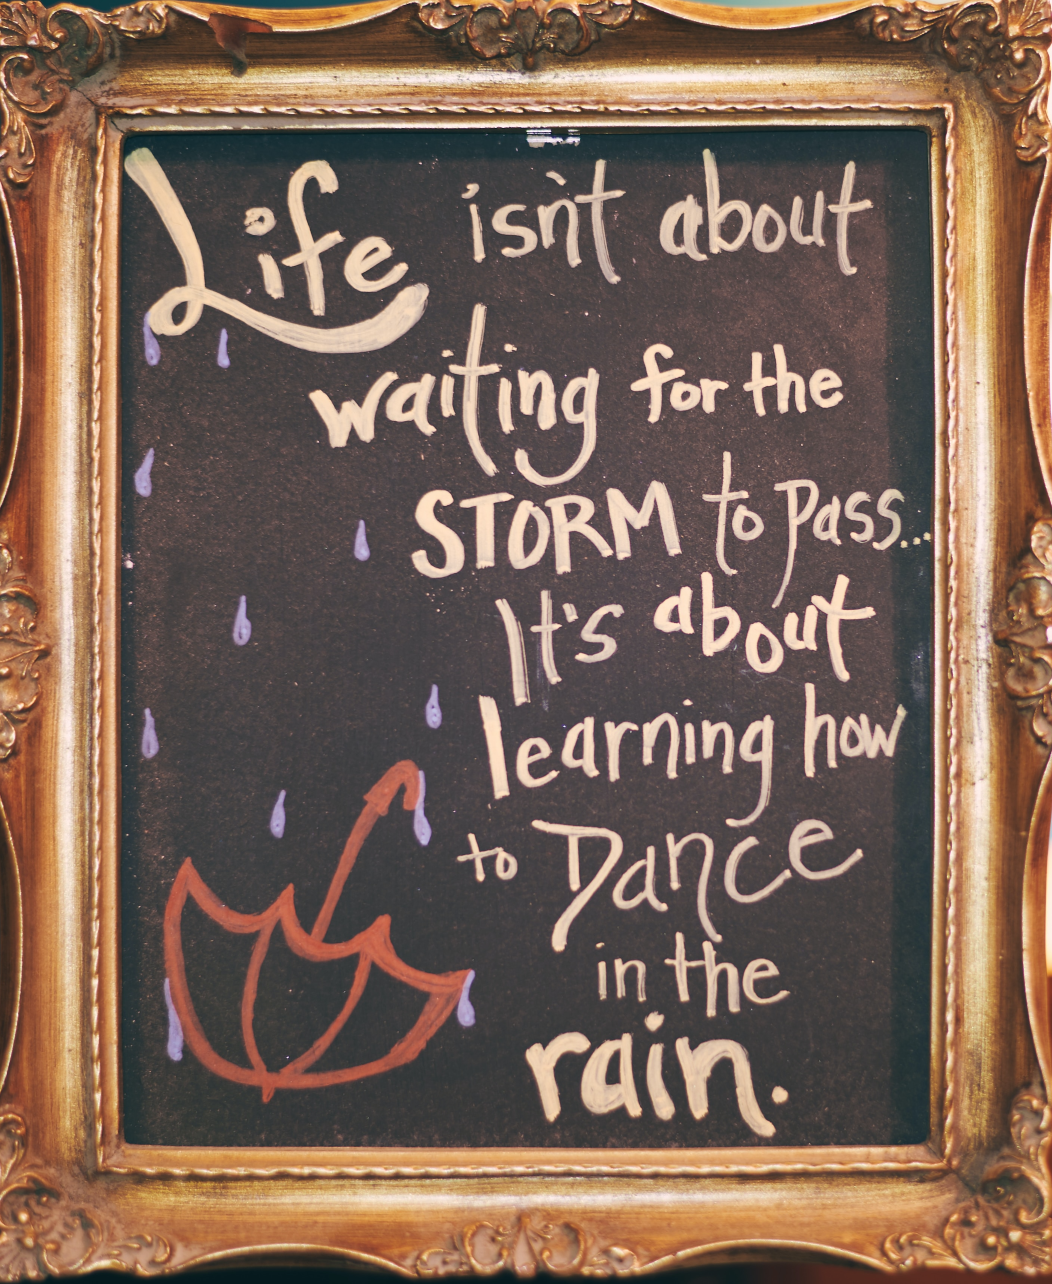 Life isn't about
waiting for the
STORM to pass...
It's about
learning how
to Dance
in the
rain.